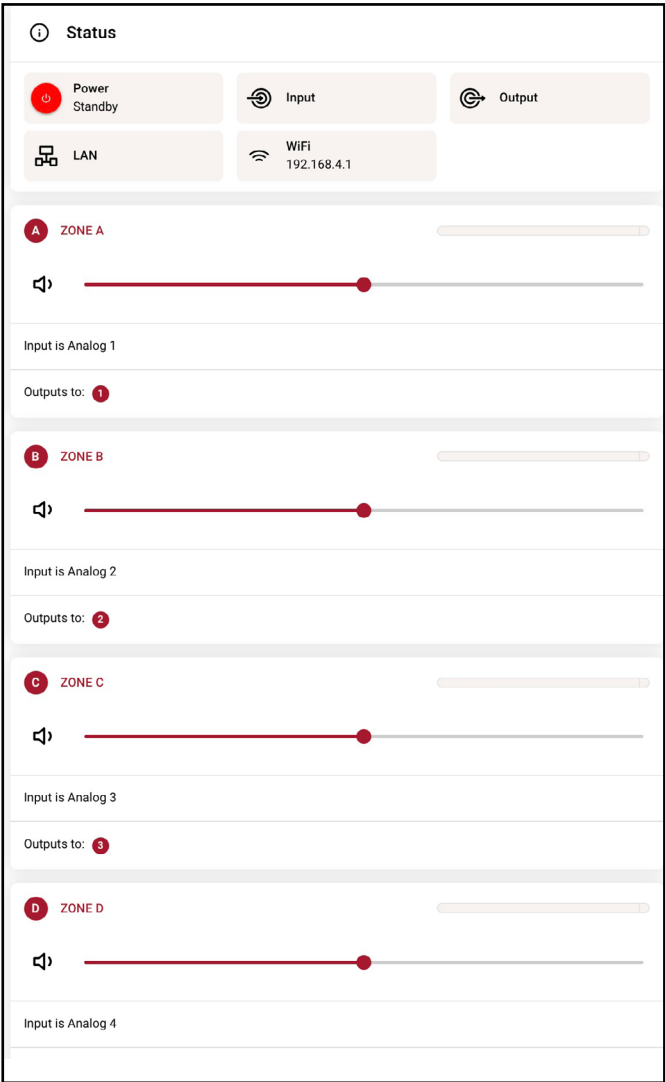 Status
Power
Standby
Input
Output
LAN
WiFi
192.168.4.1
A ZONE A
Input is Analog 1
Outputs to: 1
B ZONE B
Input is Analog 2
Outputs to: 2
C ZONE C
Input is Analog 3
Outputs to: 3
D ZONE D
Input is Analog 4